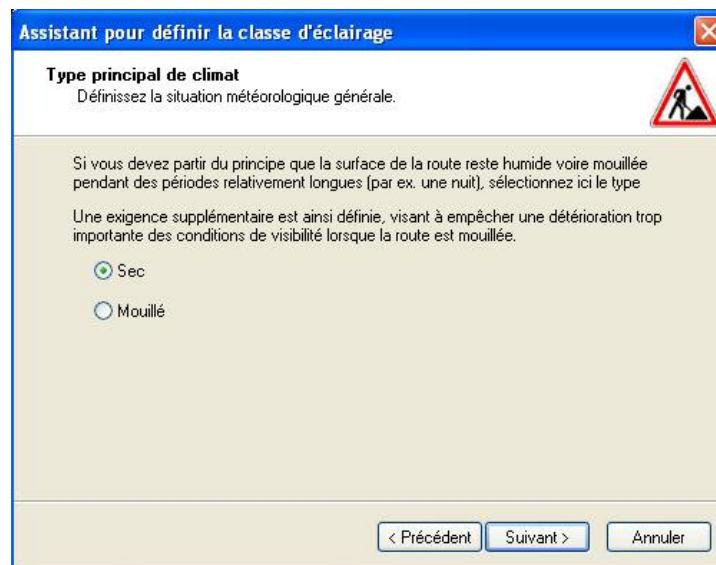 Assistant pour définir la classe d'éclairage
Type principal de climat
Définissez la situation météorologique générale.
Si vous devez partir du principe que la surface de la route reste humide voire mouillée
pendant des périodes relativement longues (par ex. une nuit), sélectionnez ici le type
Une exigence supplémentaire est ainsi définie, visant à empêcher une détérioration trop
importante des conditions de visibilité lorsque la route est mouillée.
Sec
Mouillé
< Précédent
Suivant >
Annuler